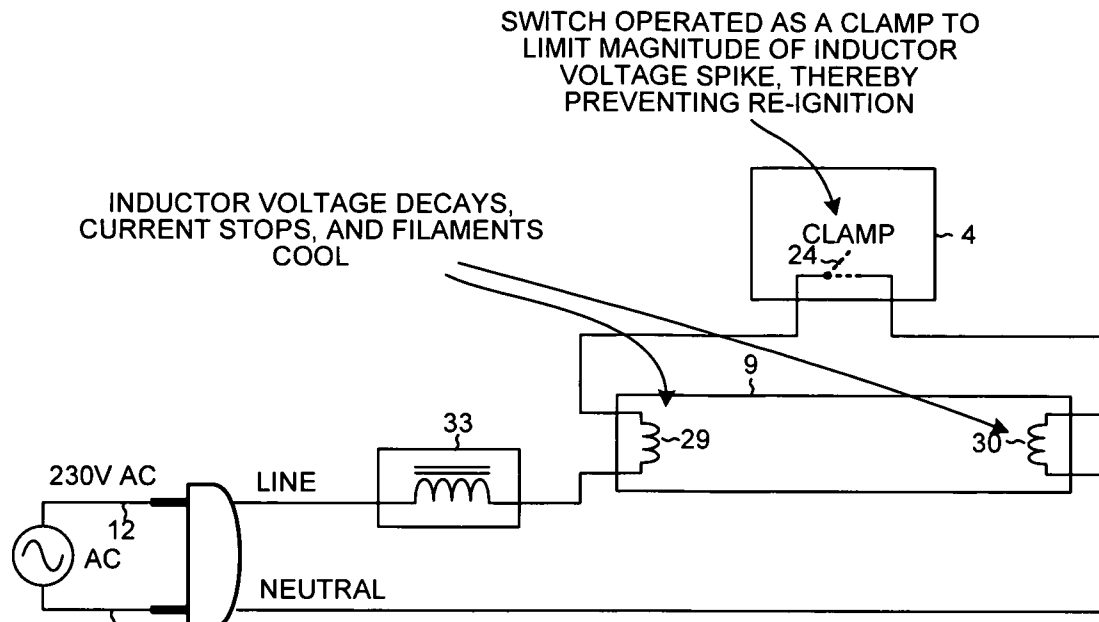 SWITCH OPERATED AS A CLAMP TO
LIMIT MAGNITUDE OF INDUCTOR
VOLTAGE SPIKE, THEREBY
PREVENTING RE-IGNITION
INDUCTOR VOLTAGE DECAYS,
CURRENT STOPS, AND FILAMENTS
COOL
CLAMP
24
4
9
33
29
30
230V AC
LINE
12
AC
NEUTRAL